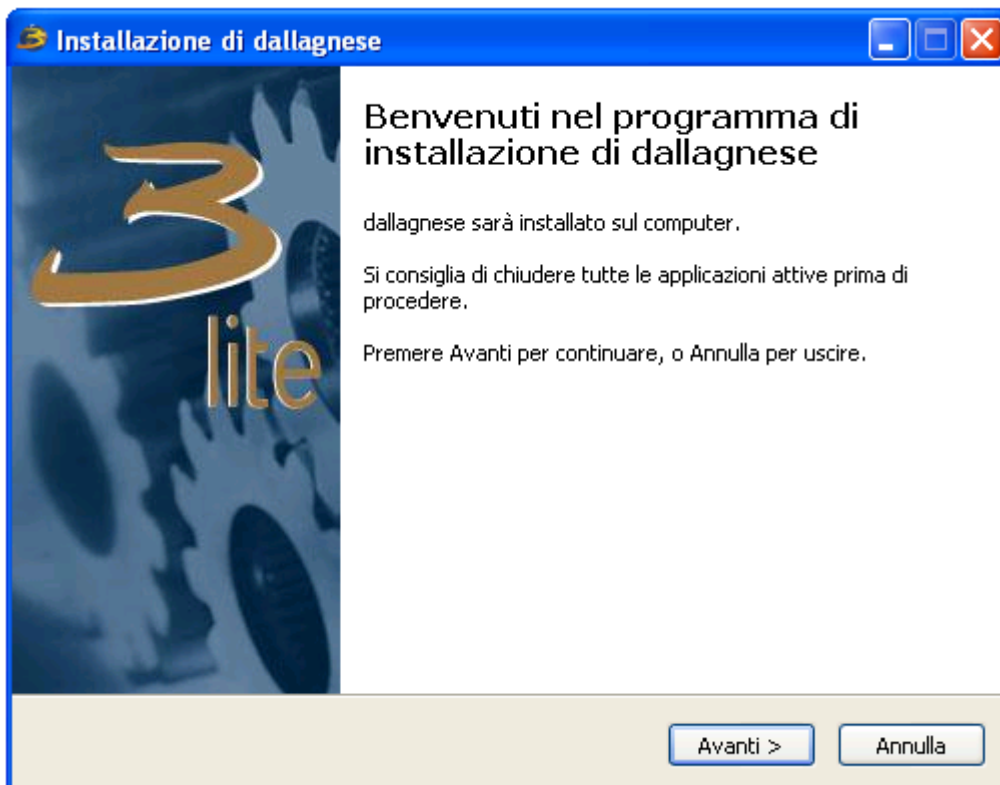 Installazione di dallagnese
3
lite
Benvenuti nel programma di
installazione di dallagnese
dallagnese sarà installato sul computer.
Si consiglia di chiudere tutte le applicazioni attive prima di
procedere.
Premere Avanti per continuare, o Annulla per uscire.
Avanti >
Annulla